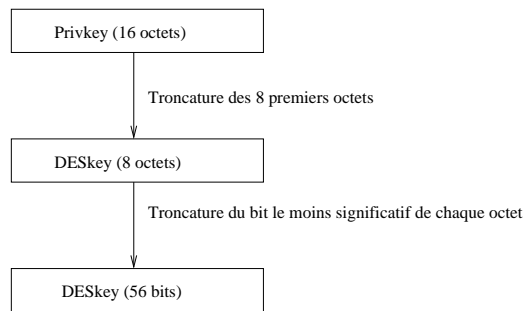 Privkey (16 octets)
Troncature des 8 premiers octets
DESkey (8 octets)
Troncature du bit le moins significatif de chaque octet
DESkey (56 bits)